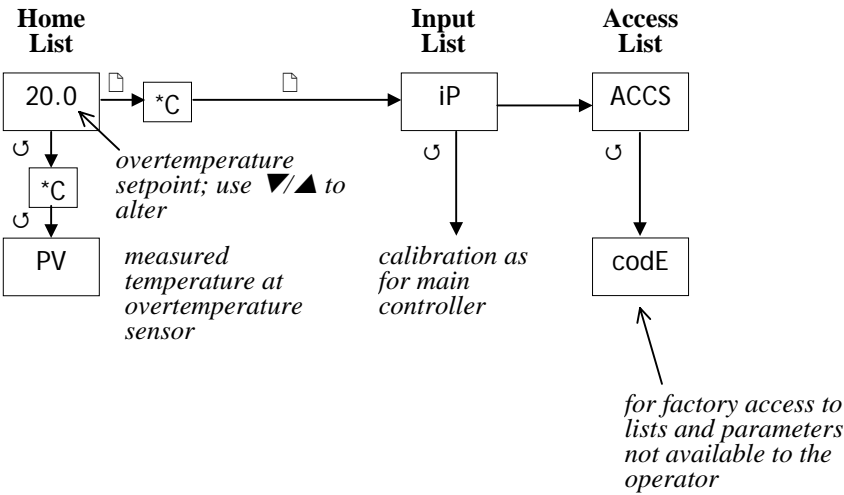 Home
List
Input
List
Access
List
20.0
*C
iP
ACCS
overtemperature
setpoint; use ▼/▲ to
alter
*C
PV
measured
temperature at
overtemperature
sensor
calibration as
for main
controller
codE
for factory access to
lists and parameters
not available to the
operator